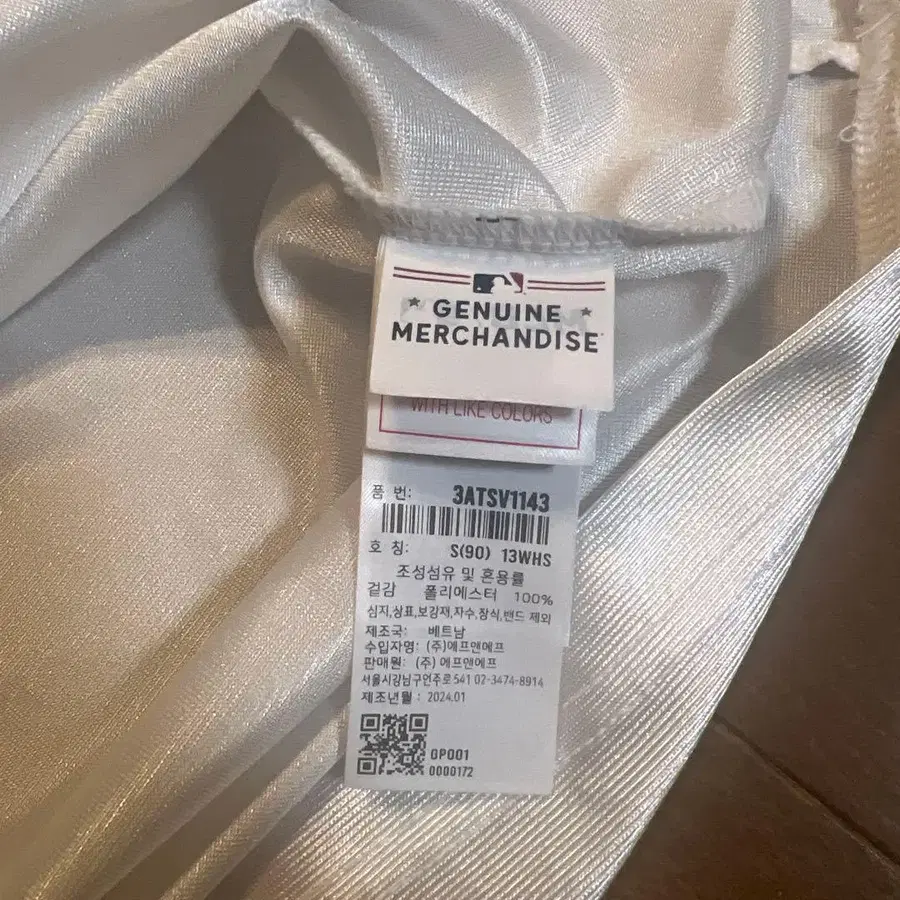 GENUINE
MERCHANDISE
WITH LIKE COLORS
품 번: 3ATSV1143
호 칭: S(90) 13WHS
조성섬유 및 혼용률
겉감 폴리에스터 100%
심지,상표,보강재,자수,장식,밴드 제외
제조국: 베트남
수입자명: (주)에프앤에프
판매원: (주) 에프앤에프
서울시강남구언주로 541 02-3474-8914
제조년월 : 2024.01
OP001
0000172